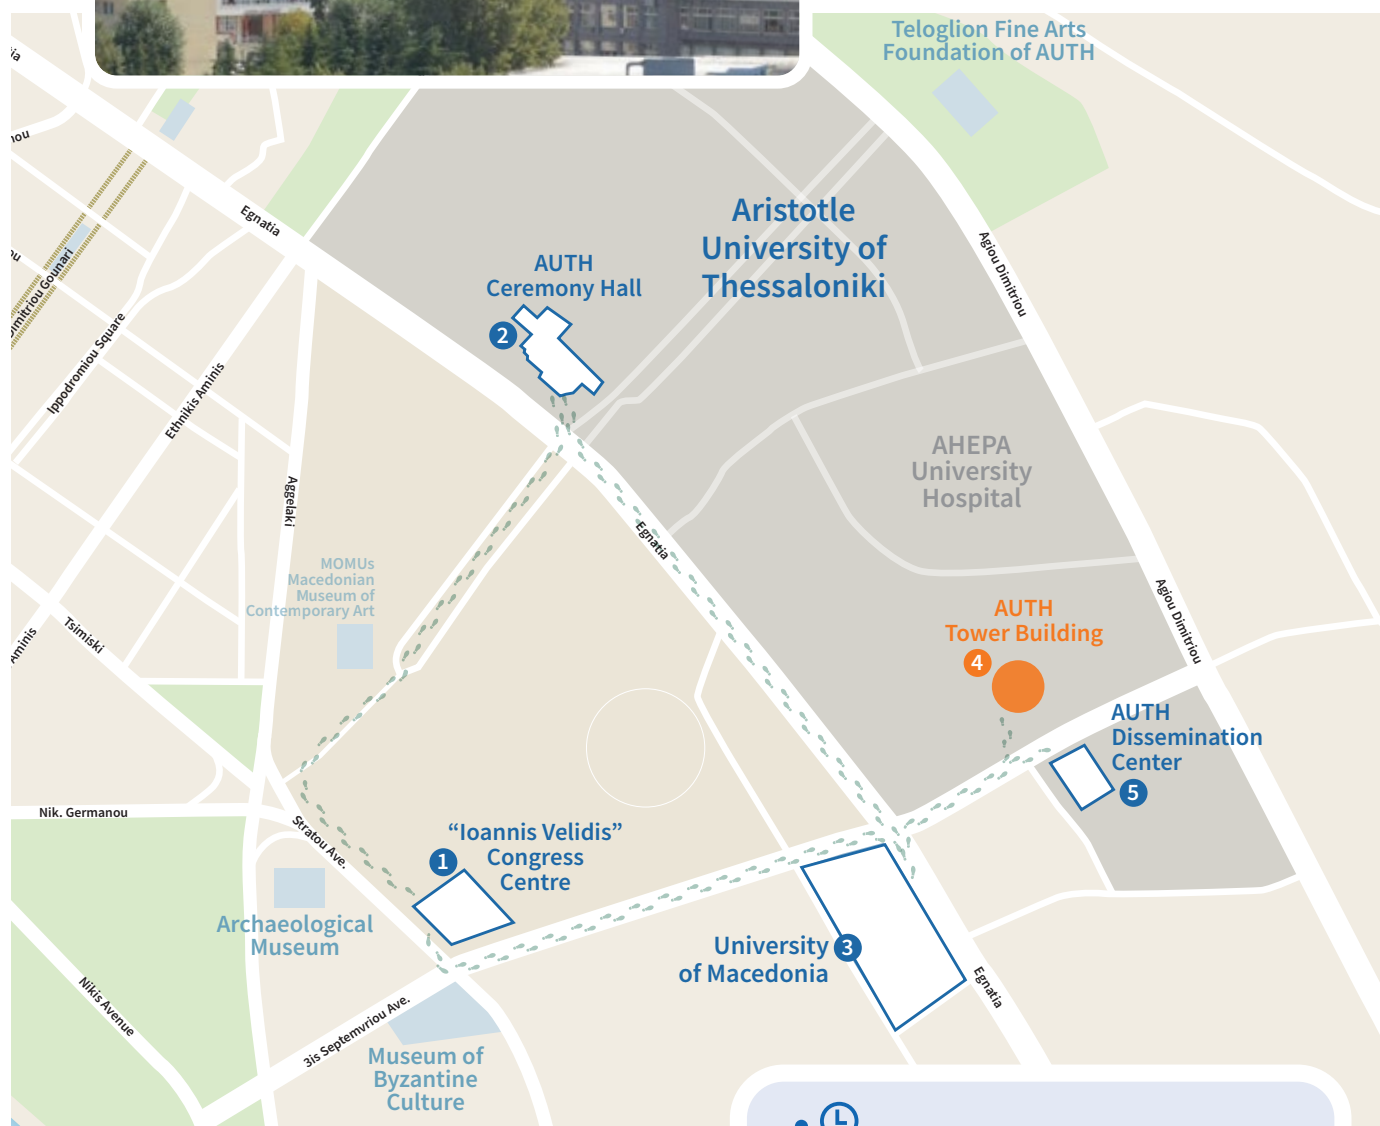 Teloglion Fine Arts
Foundation of AUTH
Egnatia
Aristotle
University of
Thessaloniki
Agiou Dimitriou
AUTH
Ceremony Hall
2
Dimitriou Gounari
Ippodromiou Square
Ethnikis Aminis
Aggelaki
AHEPA
University
Hospital
Egnatia
MOMUs
Macedonian
Museum of
Contemporary Art
Aminis
Tsimiski
AUTH
Tower Building
4
Agiou Dimitriou
AUTH
Dissemination
Center
5
Nik. Germanou
Stratou Ave.
“Ioannis Velidis”
Congress
Centre
1
Archaeological
Museum
University
of Macedonia
3
Egnatia
Nikis Avenue
3is Septemvriou Ave.
Museum of
Byzantine
Culture